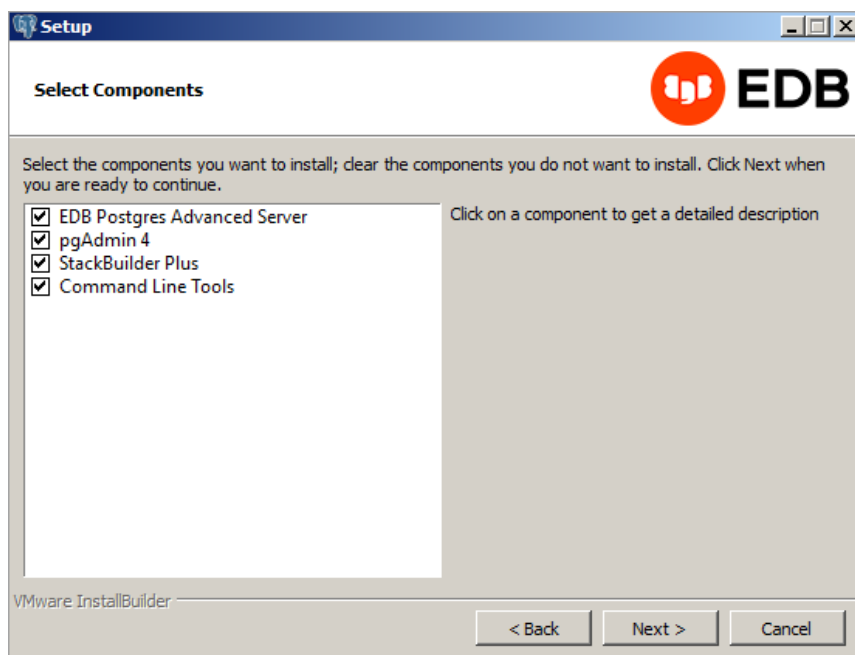 Setup
Select Components
EDB
Select the components you want to install; clear the components you do not want to install. Click Next when
you are ready to continue.
EDB Postgres Advanced Server
pgAdmin 4
StackBuilder Plus
Command Line Tools
Click on a component to get a detailed description
VMware InstallBuilder
< Back
Next >
Cancel